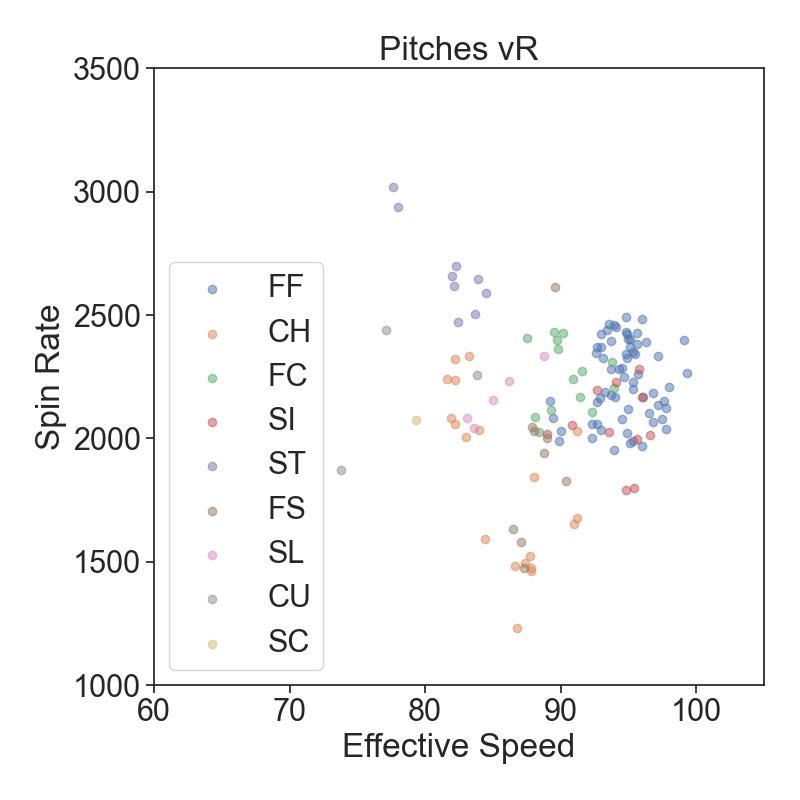 Pitches vR
3500
3000
2500
2000
1500
1000
Spin Rate
FF
CH
FC
SI
ST
FS
SL
CU
SC
60 70 80 90 100
Effective Speed